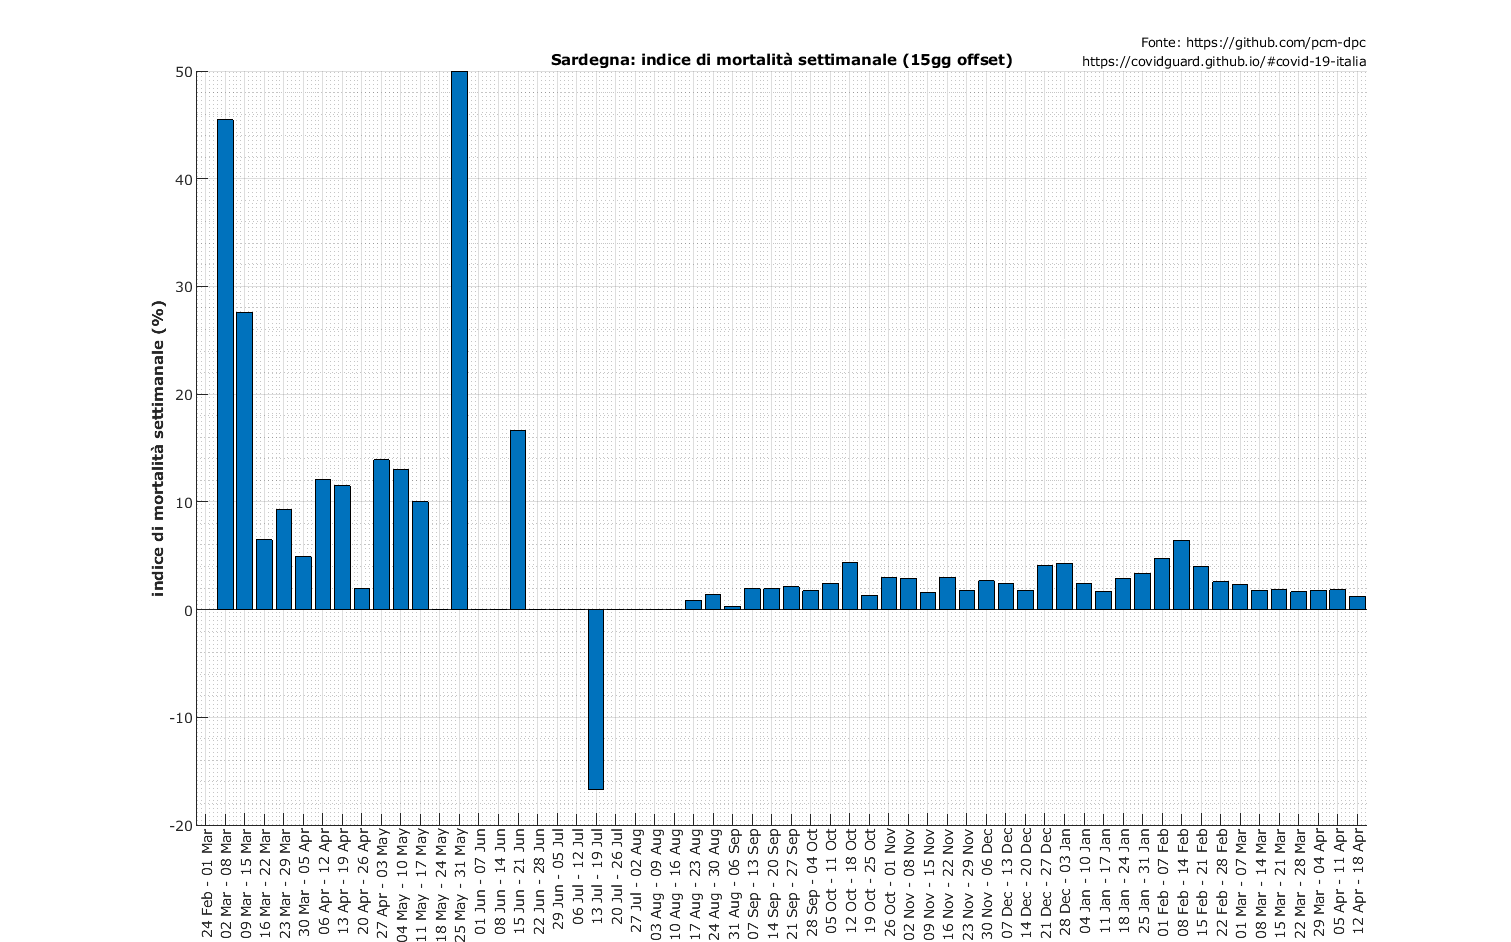 Fonte: https://github.com/pcm-dpc
Sardegna: indice di mortalità settimanale (15gg offset)
https://covidguard.github.io/#covid-19-italia
indice di mortalità settimanale (%)
50
40
30
20
10
0
-10
-20
24 Feb - 01 Mar
02 Mar - 08 Mar
09 Mar - 15 Mar
16 Mar - 22 Mar
23 Mar - 29 Mar
30 Mar - 05 Apr
06 Apr - 12 Apr
13 Apr - 19 Apr
20 Apr - 26 Apr
27 Apr - 03 May
04 May - 10 May
11 May - 17 May
18 May - 24 May
25 May - 31 May
01 Jun - 07 Jun
08 Jun - 14 Jun
15 Jun - 21 Jun
22 Jun - 28 Jun
29 Jun - 05 Jul
06 Jul - 12 Jul
13 Jul - 19 Jul
20 Jul - 26 Jul
27 Jul - 02 Aug
03 Aug - 09 Aug
10 Aug - 16 Aug
17 Aug - 23 Aug
24 Aug - 30 Aug
31 Aug - 06 Sep
07 Sep - 13 Sep
14 Sep - 20 Sep
21 Sep - 27 Sep
28 Sep - 04 Oct
05 Oct - 11 Oct
12 Oct - 18 Oct
19 Oct - 25 Oct
26 Oct - 01 Nov
02 Nov - 08 Nov
09 Nov - 15 Nov
16 Nov - 22 Nov
23 Nov - 29 Nov
30 Nov - 06 Dec
07 Dec - 13 Dec
14 Dec - 20 Dec
21 Dec - 27 Dec
28 Dec - 03 Jan
04 Jan - 10 Jan
11 Jan - 17 Jan
18 Jan - 24 Jan
25 Jan - 31 Jan
01 Feb - 07 Feb
08 Feb - 14 Feb
15 Feb - 21 Feb
22 Feb - 28 Feb
01 Mar - 07 Mar
08 Mar - 14 Mar
15 Mar - 21 Mar
22 Mar - 28 Mar
29 Mar - 04 Apr
05 Apr - 11 Apr
12 Apr - 18 Apr